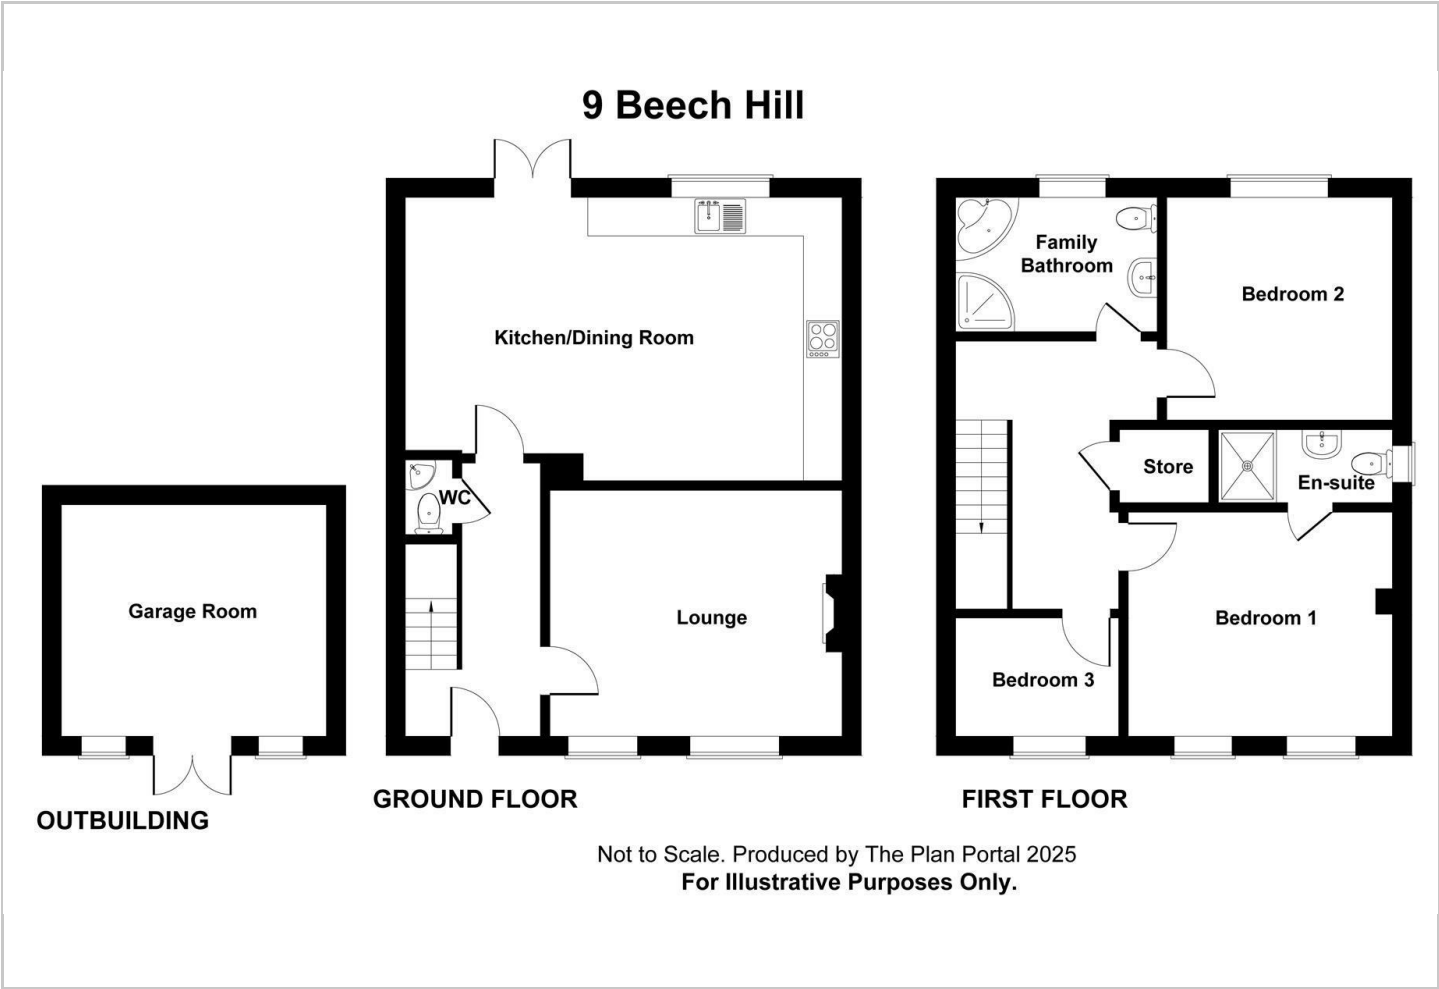 9 Beech Hill
Kitchen/Dining Room
WC
Lounge
Garage Room
Family
Bathroom
Bedroom 2
Store
En-suite
Bedroom 1
Bedroom 3
OUTBUILDING
GROUND FLOOR
FIRST FLOOR
Not to Scale. Produced by The Plan Portal 2025
For Illustrative Purposes Only.